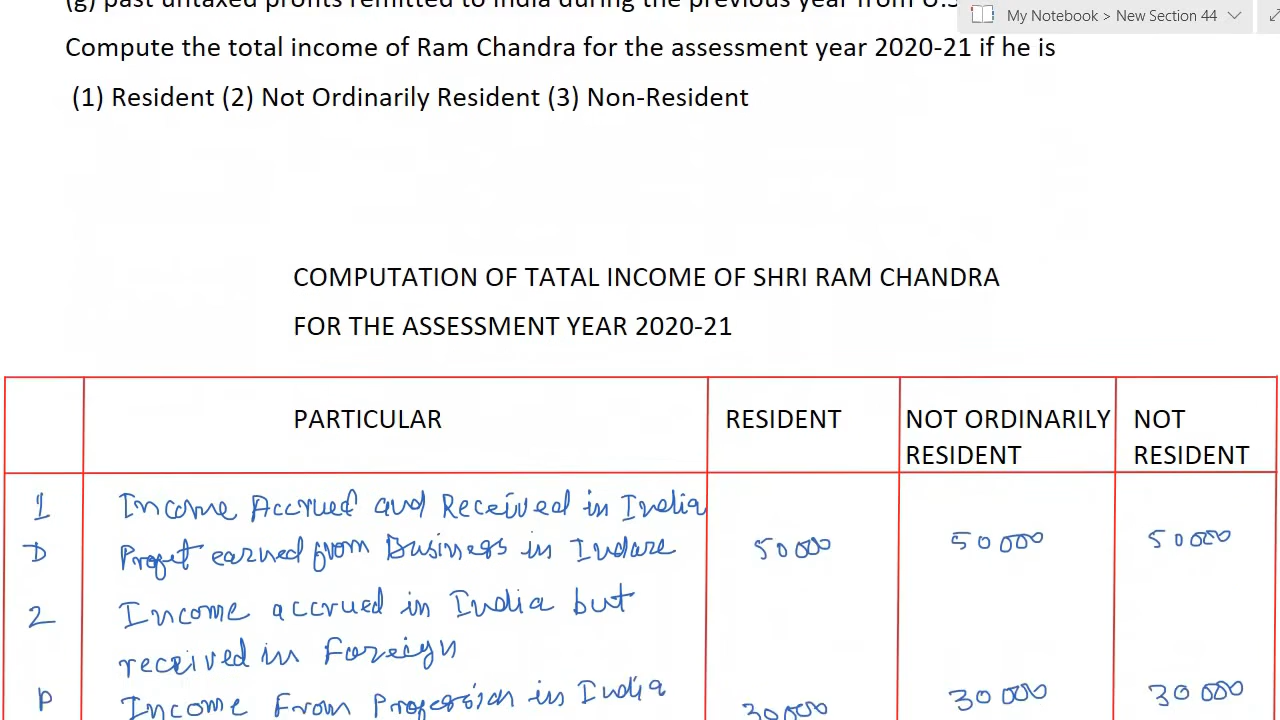 (g) past untaxed profits remitted to India during the previous year from U.S
My Notebook > New Section 44
Compute the total income of Ram Chandra for the assessment year 2020-21 if he is
(1) Resident (2) Not Ordinarily Resident (3) Non-Resident
COMPUTATION OF TATAL INCOME OF SHRI RAM CHANDRA
FOR THE ASSESSMENT YEAR 2020-21
PARTICULAR RESIDENT NOT ORDINARILY RESIDENT NOT RESIDENT
1 Income Accrued and Received in India
D Profit earned from Business in Indore 50000 50000 50000
2 Income accrued in India but
received in Foreign
P Income From Profession in India 30000 30000 30000